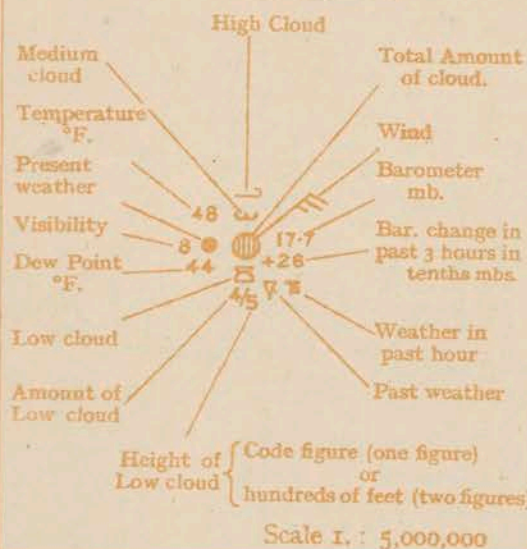 High Cloud
Medium
cloud
Total Amount
of cloud.
Temperature
°F.
Wind
Present
weather
Barometer
mb.
Visibility
Bar. change in
past 3 hours in
tenths mbs.
Dew Point
°F.
48
8
17.7
44
+26
4/5
Low cloud
Weather in
past hour
Amount of
Low cloud
Past weather
Height of
Low cloud
Code figure (one figure)
or
hundreds of feet (two figures
Scale 1. : 5,000,000